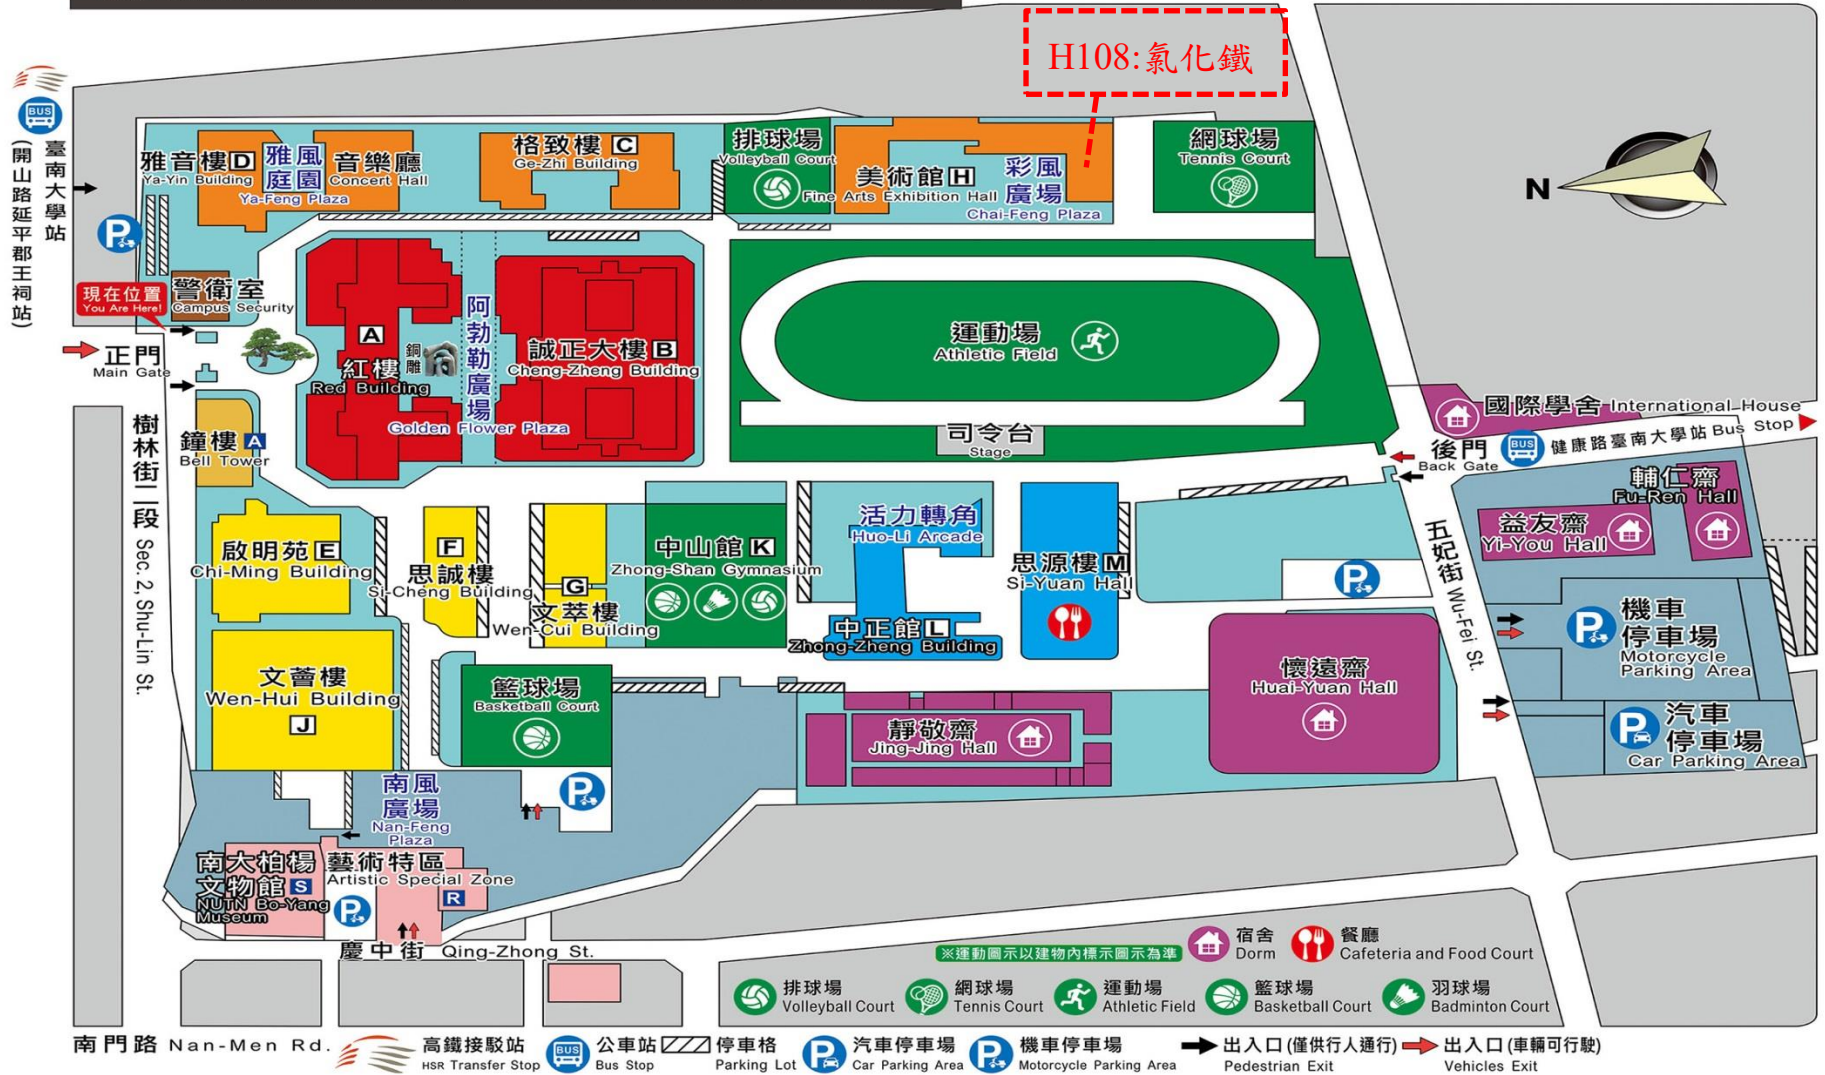 H108:氯化鐵
BUS
臺南大學站
(開山路延平郡王祠站)
雅音樓D
Ya-Yin Building
雅風
庭園
Ya-Feng Plaza
音樂廳
Concert Hall
格致樓 C
Ge-Zhi Building
排球場
Volleyball Court
美術館H
Fine Arts Exhibition Hall
彩風
廣場
Chai-Feng Plaza
網球場
Tennis Court
N
P
警衛室
Campus Security
現在位置
You Are Here!
正門
Main Gate
A
紅樓
Red Building
銅雕
阿勃勒廣場
Golden Flower Plaza
誠正大樓B
Cheng-Zheng Building
運動場
Athletic Field
司令台
Stage
國際學舍 International House
後門
Back Gate
BUS
健康路臺南大學站 Bus Stop
鐘樓 A
Bell Tower
樹林街二段 Sec. 2, Shu-Lin St.
啟明苑E
Chi-Ming Building
F
思誠樓
Si-Cheng Building
G
文萃樓
Wen-Cui Building
中山館K
Zhong-Shan Gymnasium
活力轉角
Huo-Li Arcade
中正館L
Zhong-Zheng Building
思源樓M
Si-Yuan Hall
P
五妃街 Wu-Fei St.
輔仁齋
Fu-Ren Hall
益友齋
Yi-You Hall
P
機車
停車場
Motorcycle
Parking Area
P
汽車
停車場
Car Parking Area
文薈樓
Wen-Hui Building
J
籃球場
Basketball Court
靜敬齋
Jing-Jing Hall
懷遠齋
Huai-Yuan Hall
南風
廣場
Nan-Feng
Plaza
P
南大柏楊
文物館S
NUTN Bo-Yang
Museum
藝術特區
Artistic Special Zone
R
P
慶中街 Qing-Zhong St.
※運動圖示以建物內標示圖示為準
宿舍
Dorm
餐廳
Cafeteria and Food Court
排球場
Volleyball Court
網球場
Tennis Court
運動場
Athletic Field
籃球場
Basketball Court
羽球場
Badminton Court
南門路 Nan-Men Rd.
高鐵接駁站
HSR Transfer Stop
BUS
公車站
Bus Stop
停車格
Parking Lot
P
汽車停車場
Car Parking Area
P
機車停車場
Motorcycle Parking Area
出入口(僅供行人通行)
Pedestrian Exit
出入口(車輛可行駛)
Vehicles Exit